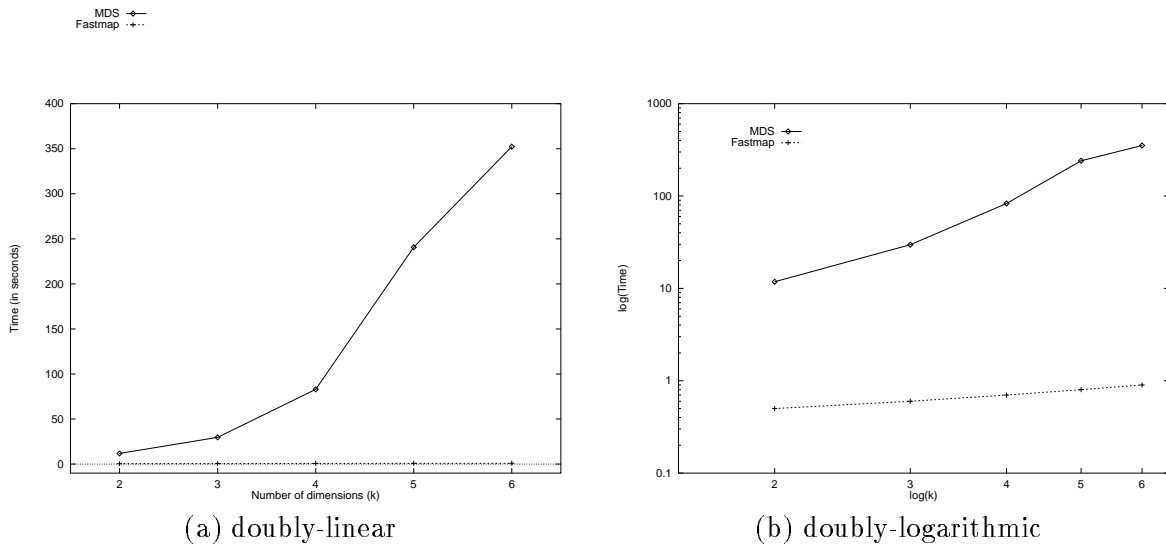 MDS
Fastmap
400
350
300
250
200
150
100
50
0
Time (in seconds)
2 3 4 5 6
Number of dimensions (k)
(a) doubly-linear
MDS
Fastmap
1000
100
10
1
0.1
log(Time)
2 3 4 5 6
log(k)
(b) doubly-logarithmic